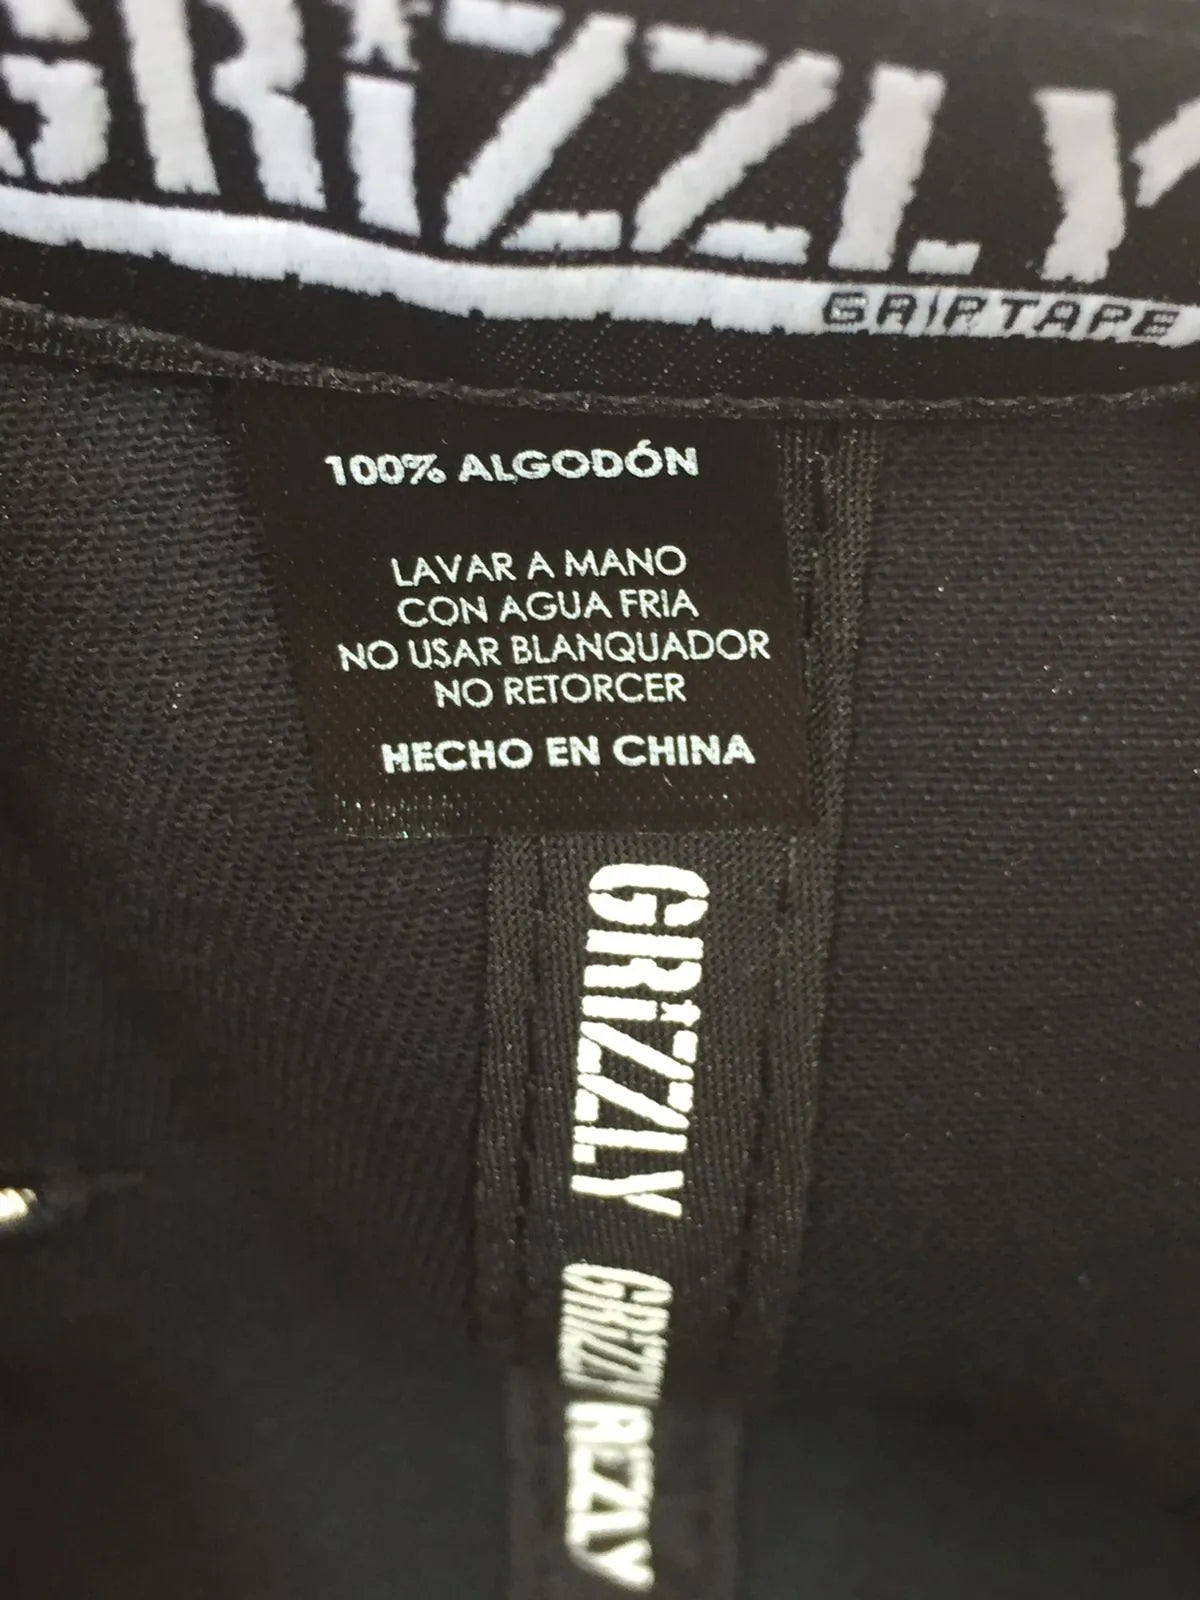 GRiZZLY
GRIPTAPE
100% ALGODÓN
LAVAR A MANO
CON AGUA FRIA
NO USAR BLANQUADOR
NO RETORCER
HECHO EN CHINA
GRiZZLY
GRiZZLY